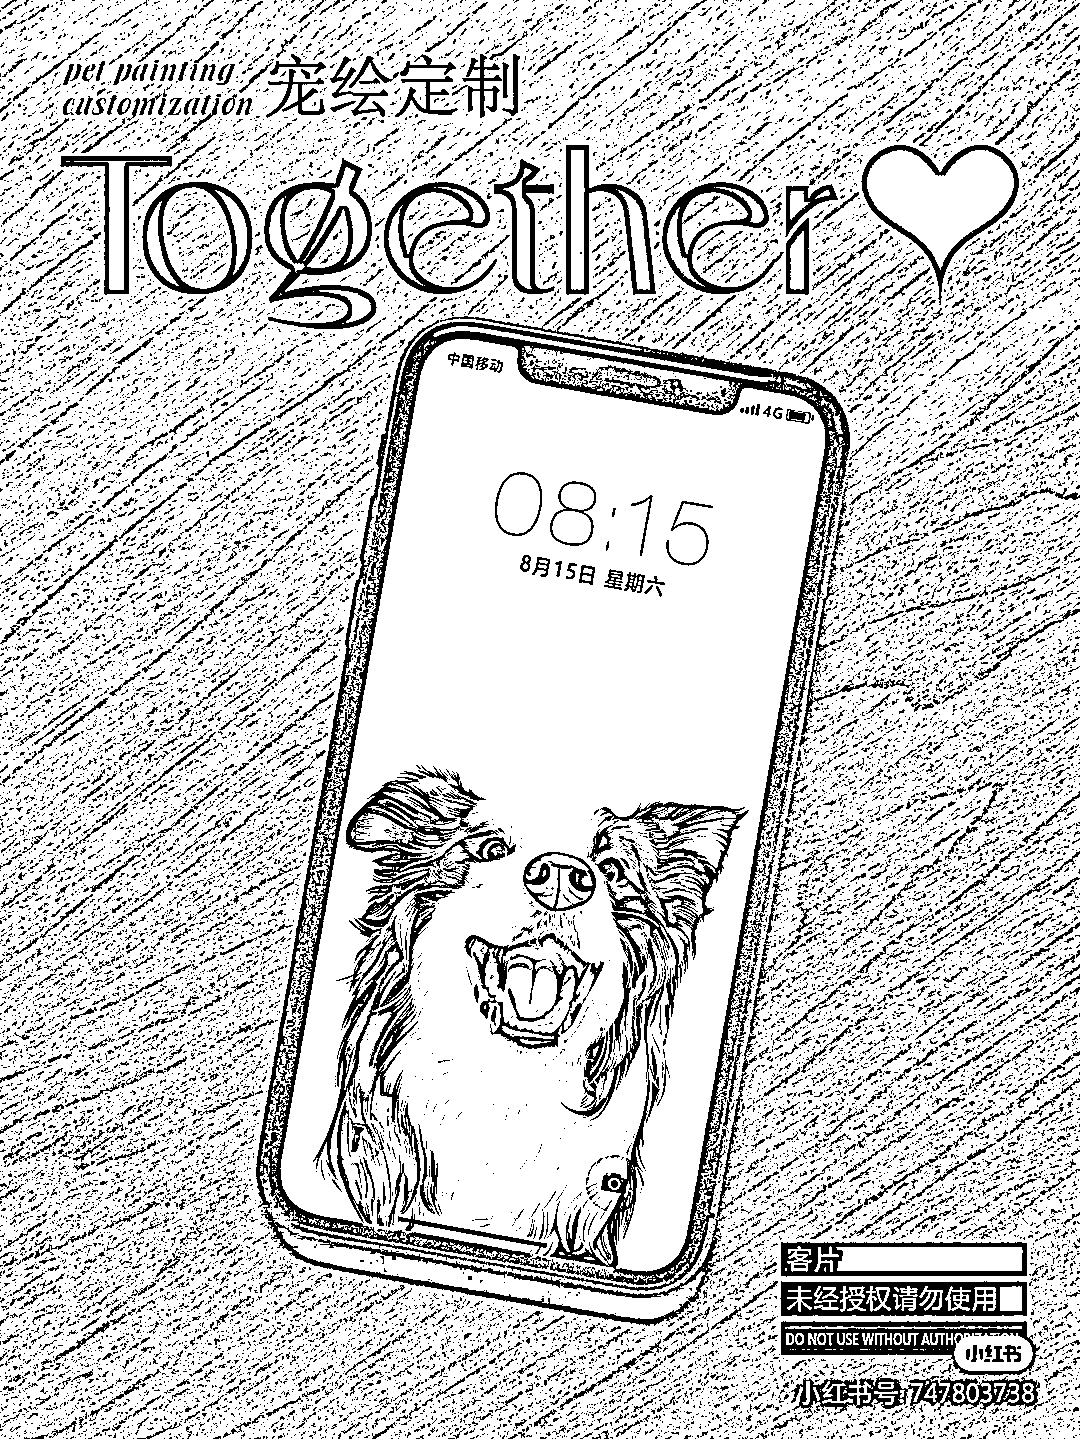 pet painting
customization
宠绘定制
Together
中国移动
4G
08:15
8月15日 星期六
客片
未经授权请勿使用
DO NOT USE WITHOUT AUTHORIZATION
小红书
小红书号 747803738